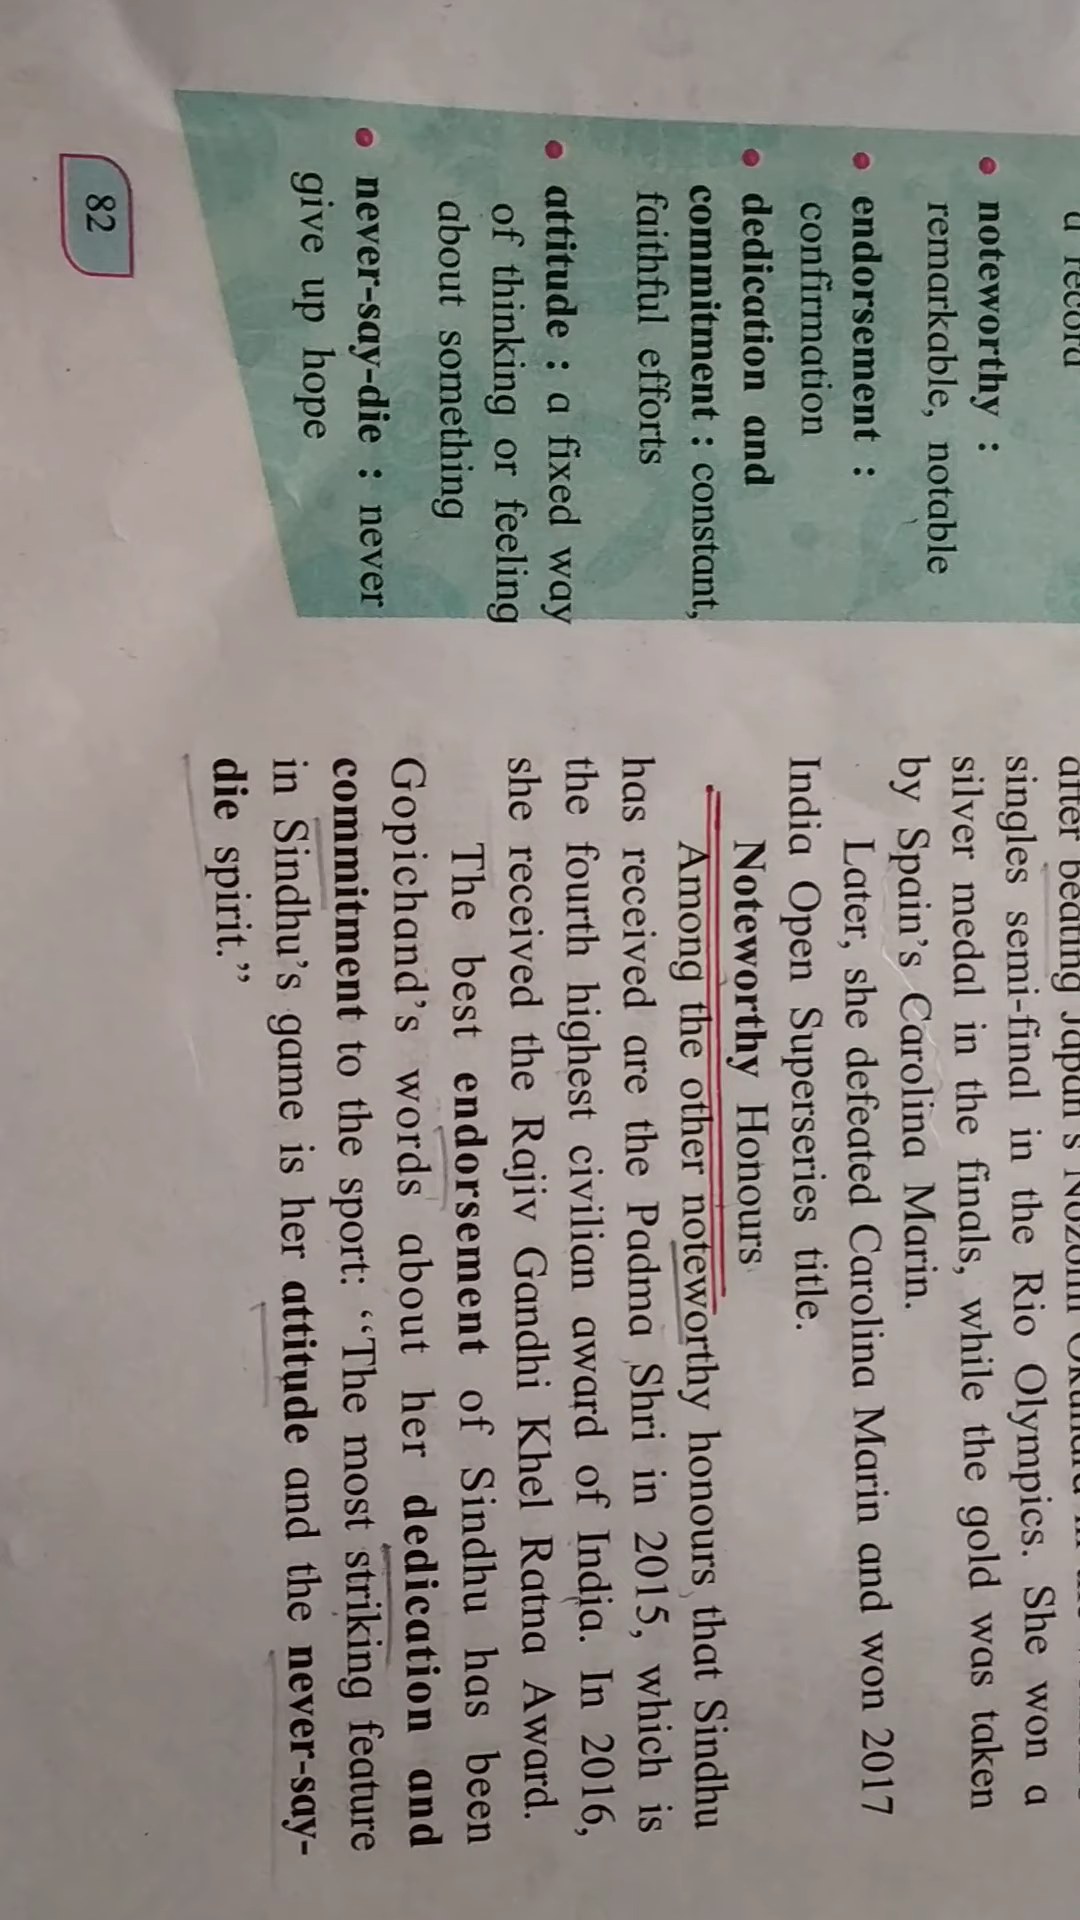 a record
• noteworthy :
remarkable, notable
• endorsement :
confirmation
• dedication and
commitment : constant,
faithful efforts
• attitude : a fixed way
of thinking or feeling
about something
• never-say-die : never
give up hope
82
after beating Japan's Nozomi
singles semi-final in the Rio Olympics. She won a
silver medal in the finals, while the gold was taken
by Spain's Carolina Marin.
Later, she defeated Carolina Marin and won 2017
India Open Superseries title.
Noteworthy Honours
Among the other noteworthy honours that Sindhu
has received are the Padma Shri in 2015, which is
the fourth highest civilian award of India. In 2016,
she received the Rajiv Gandhi Khel Ratna Award.
The best endorsement of Sindhu has been
Gopichand's words about her dedication and
commitment to the sport: “The most striking feature
in Sindhu's game is her attitude and the never-say-
die spirit.”